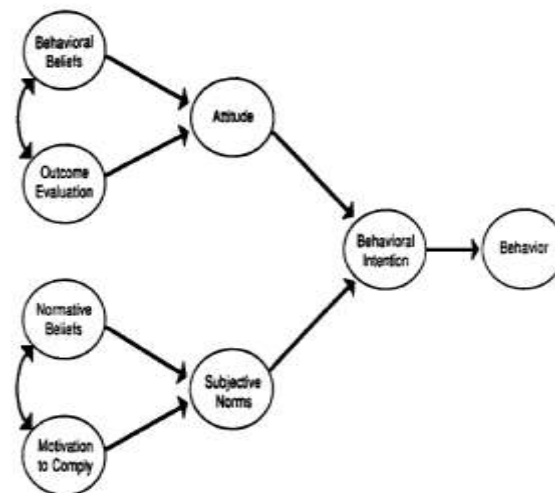 Behavioral
Beliefs
Outcome
Evaluation
Attitude
Behavioral
Intention
Behavior
Normative
Beliefs
Motivation
to Comply
Subjective
Norms